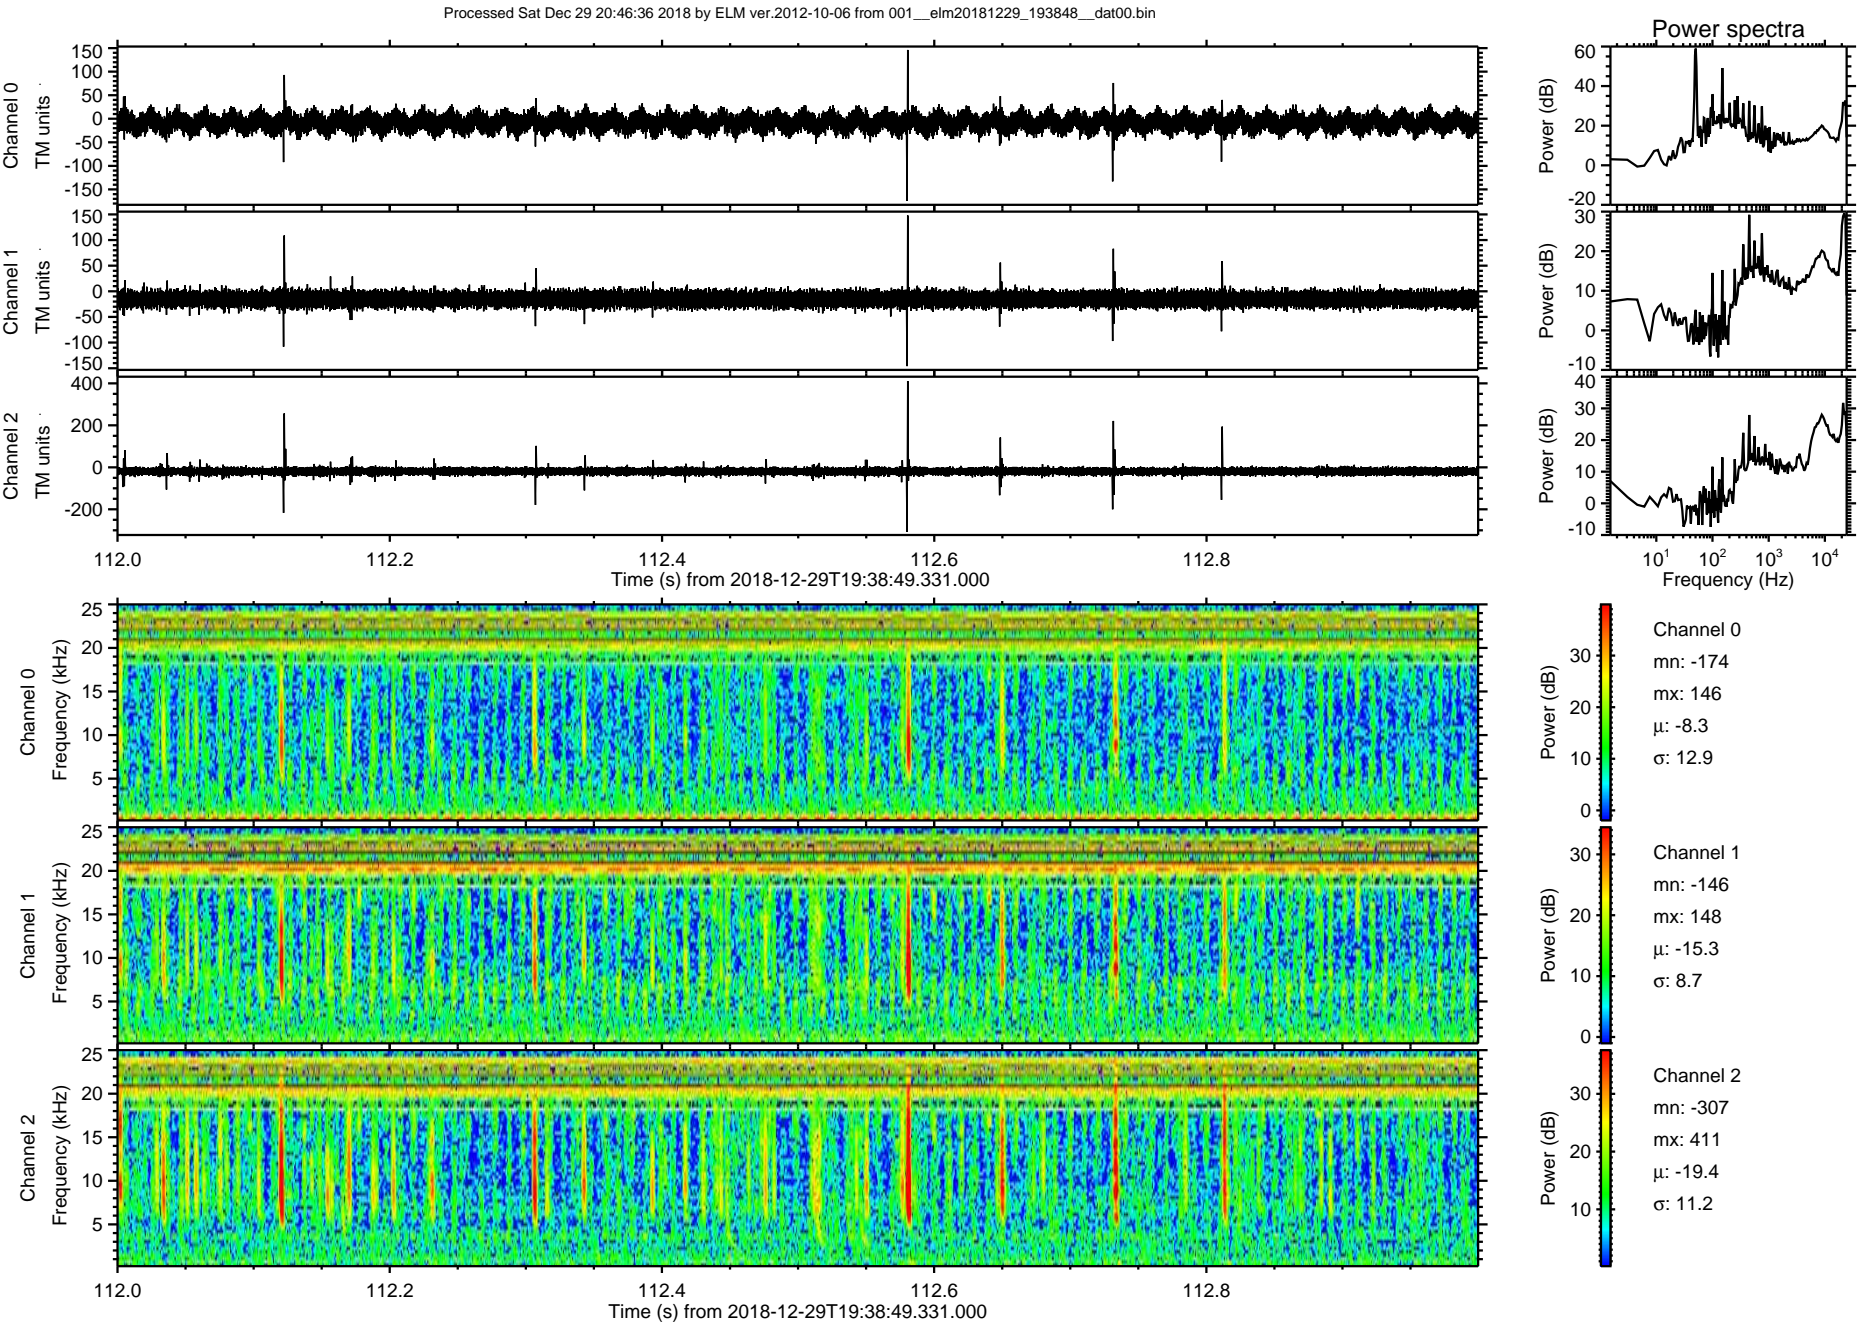 Processed Sat Dec 29 20:46:36 2018 by ELM ver.2012-10-06 from 001__elm20181229_193848__dat00.bin
Power spectra
Channel 0
TM units
150
100
50
0
-50
-100
-150
Power (dB)
60
40
20
0
-20
Channel 1
TM units
150
100
50
0
-50
-100
-150
Power (dB)
30
20
10
0
-10
Channel 2
TM units
400
200
0
-200
Power (dB)
40
30
20
10
0
-10
112.0 112.2 112.4 112.6 112.8
Time (s) from 2018-12-29T19:38:49.331.000
10¹ 10² 10³ 10⁴
Frequency (Hz)
Channel 0
Frequency (kHz)
25
20
15
10
5
Power (dB)
30
20
10
0
Channel 0
mn: -174
mx: 146
μ: -8.3
σ: 12.9
Channel 1
Frequency (kHz)
25
20
15
10
5
Power (dB)
30
20
10
0
Channel 1
mn: -146
mx: 148
μ: -15.3
σ: 8.7
Channel 2
Frequency (kHz)
25
20
15
10
5
Power (dB)
30
20
10
Channel 2
mn: -307
mx: 411
μ: -19.4
σ: 11.2
112.0 112.2 112.4 112.6 112.8
Time (s) from 2018-12-29T19:38:49.331.000